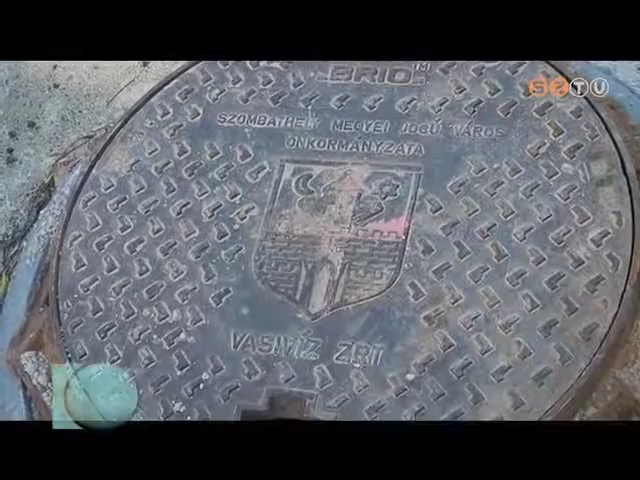 BRIO
SZOMBATHELY MEGYEI JOGÚ VÁROS
ÖNKORMÁNYZATA
VASIVÍZ ZRT